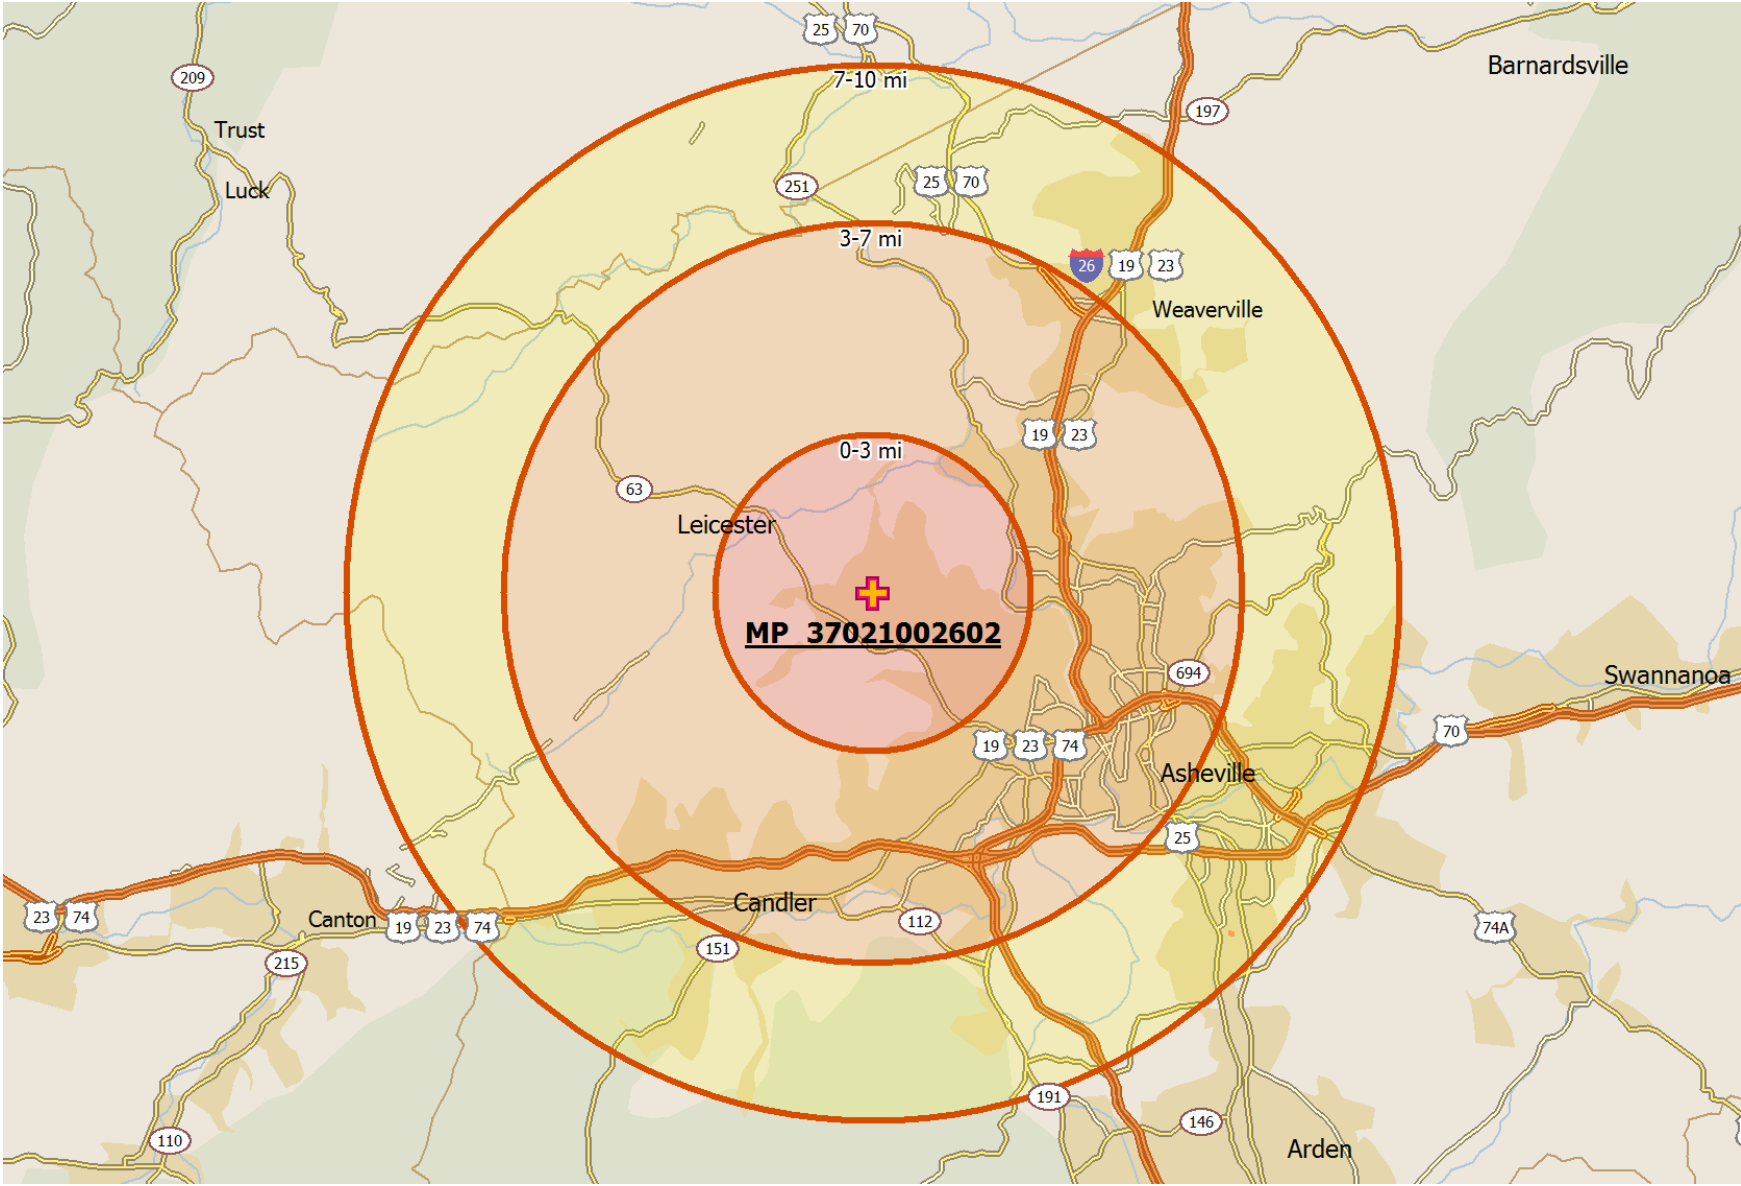 25 70
7-10 mi
Barnardsville
209
197
Trust
251
25 70
Luck
3-7 mi
26 19 23
Weaverville
19 23
0-3 mi
63
Leicester
MP_37021002602
694
Swannanoa
70
19 23 74
Asheville
25
Candler
23 74
Canton
19 23 74
112
74A
151
215
191
146
110
Arden